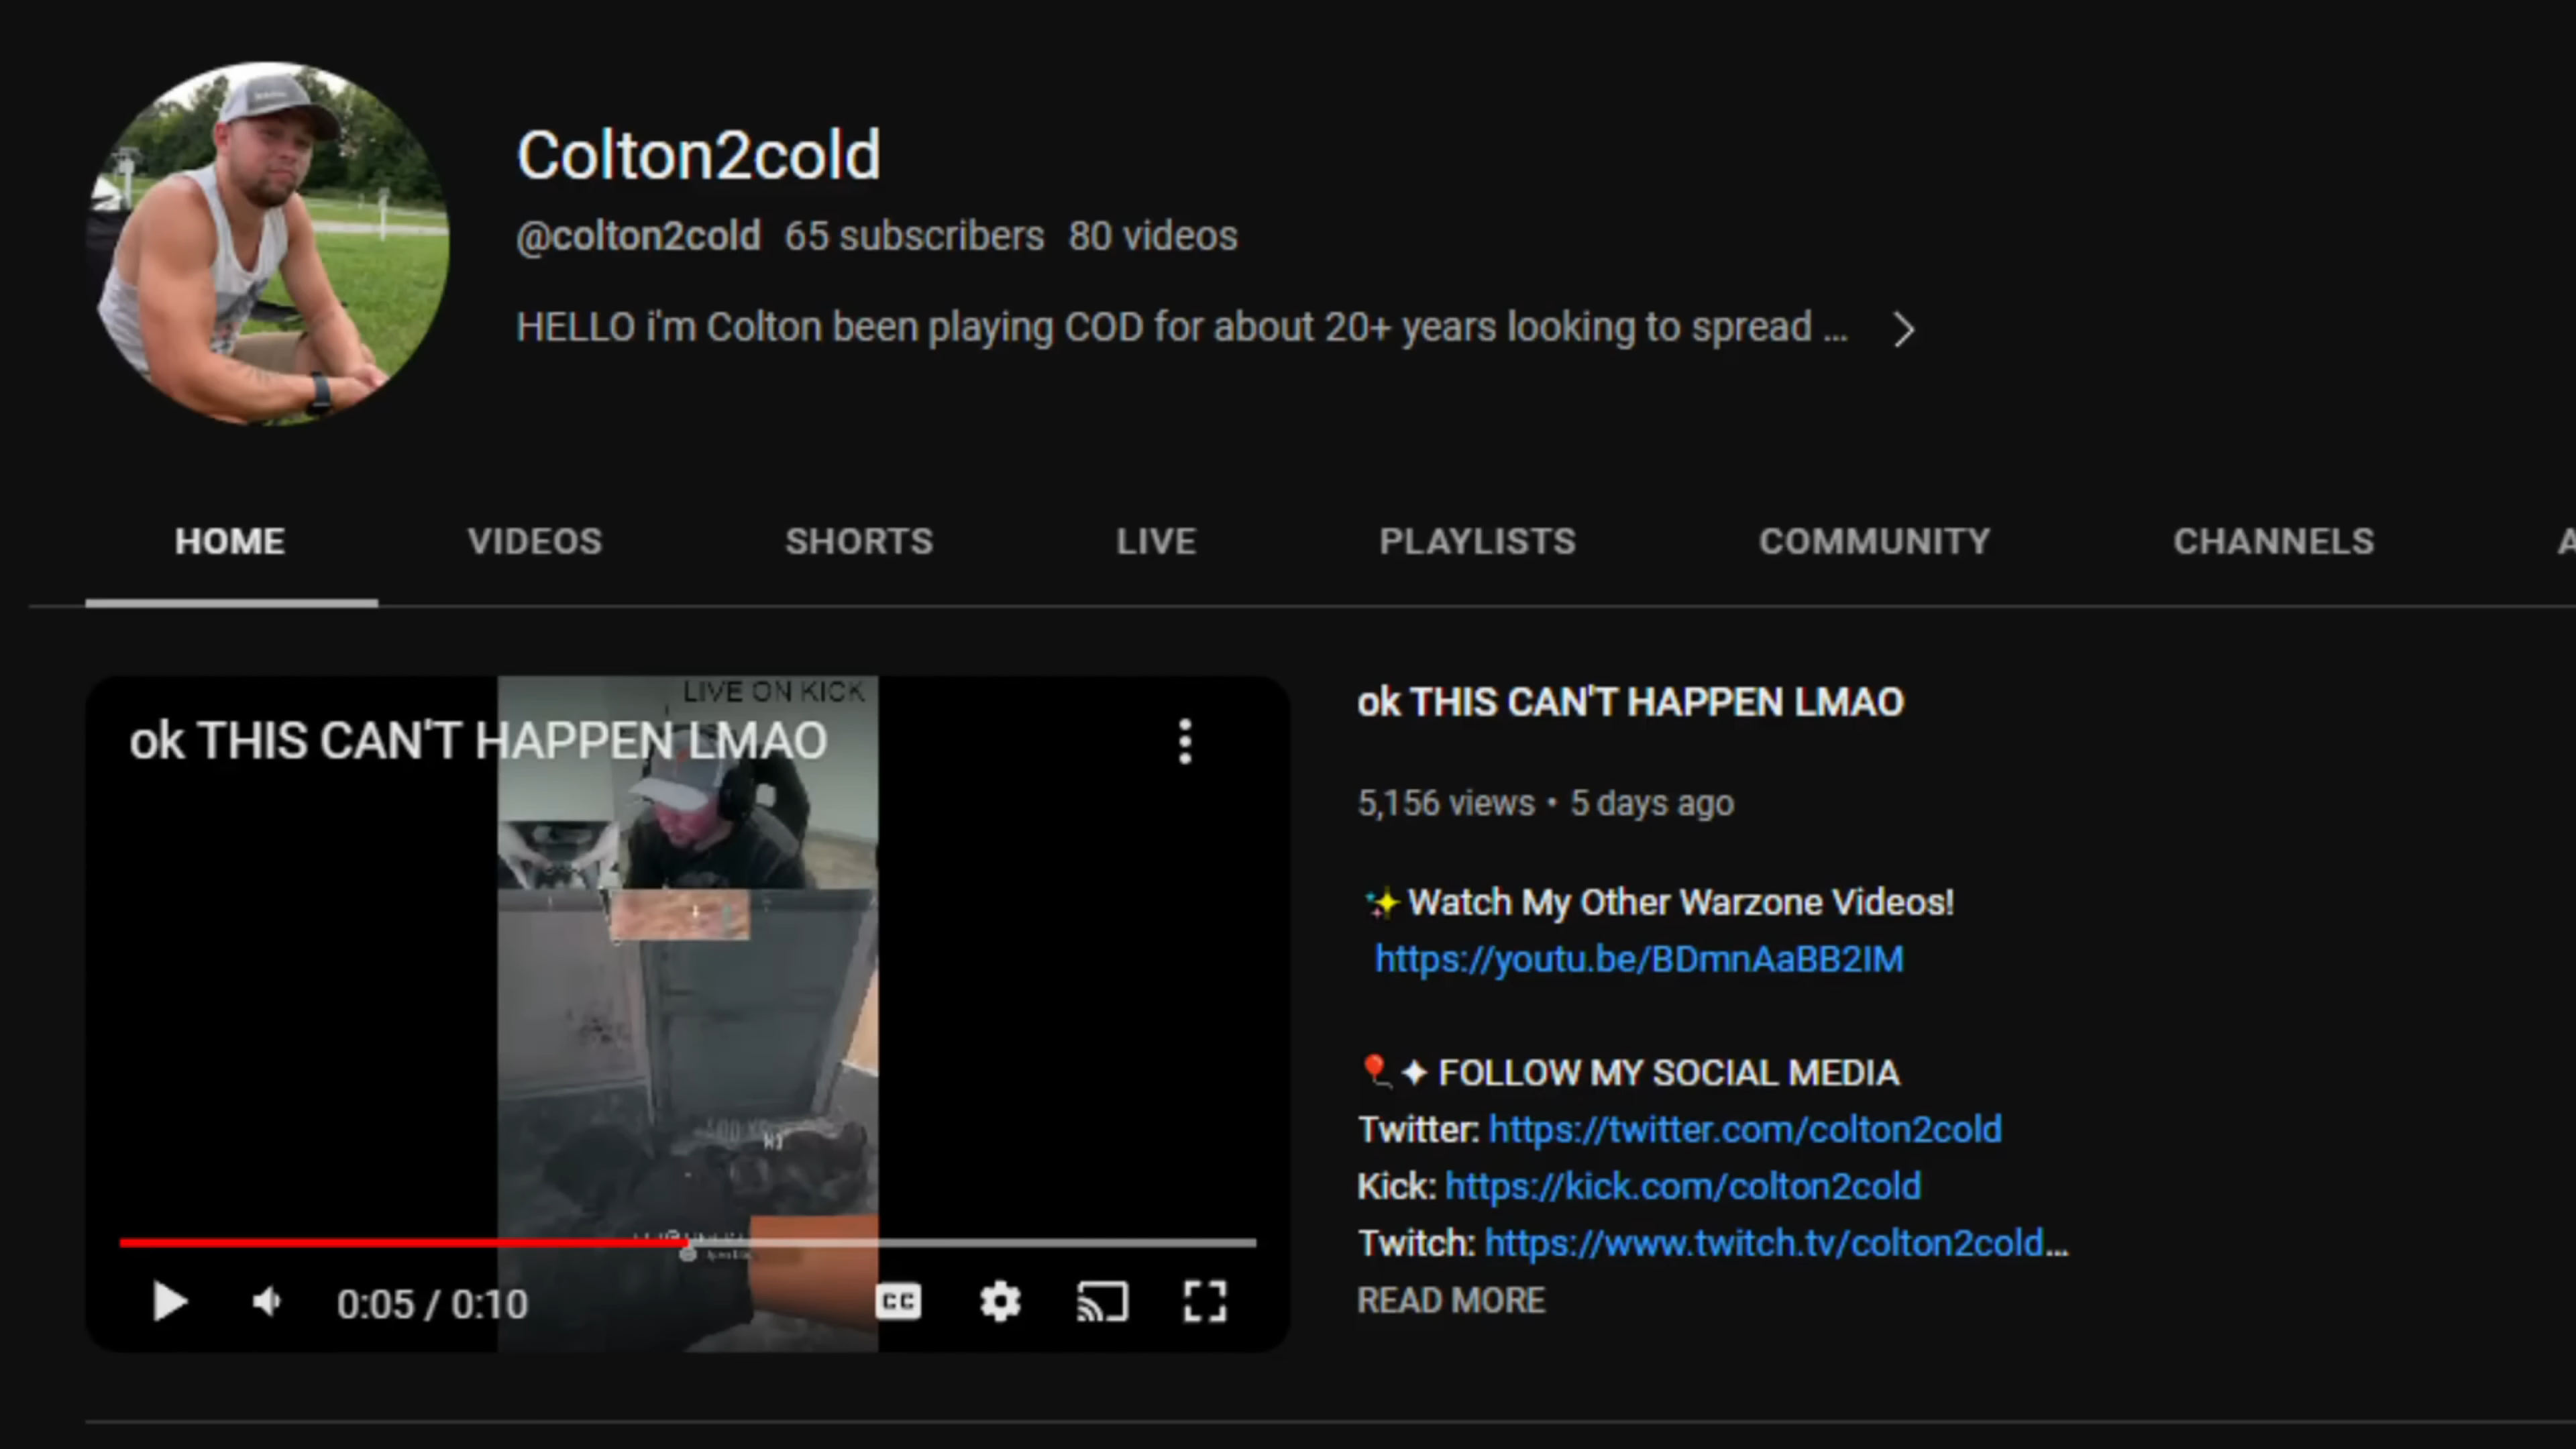 Colton2cold
@colton2cold 65 subscribers 80 videos
HELLO i'm Colton been playing COD for about 20+ years looking to spread ...
HOME VIDEOS SHORTS LIVE PLAYLISTS COMMUNITY CHANNELS A
LIVE ON KICK
ok THIS CAN'T HAPPEN LMAO
0:05 / 0:10
CC
ok THIS CAN'T HAPPEN LMAO
5,156 views • 5 days ago
✨ Watch My Other Warzone Videos!
https://youtu.be/BDmnAaBB2IM
🎈✦ FOLLOW MY SOCIAL MEDIA
Twitter: https://twitter.com/colton2cold
Kick: https://kick.com/colton2cold
Twitch: https://www.twitch.tv/colton2cold...
READ MORE